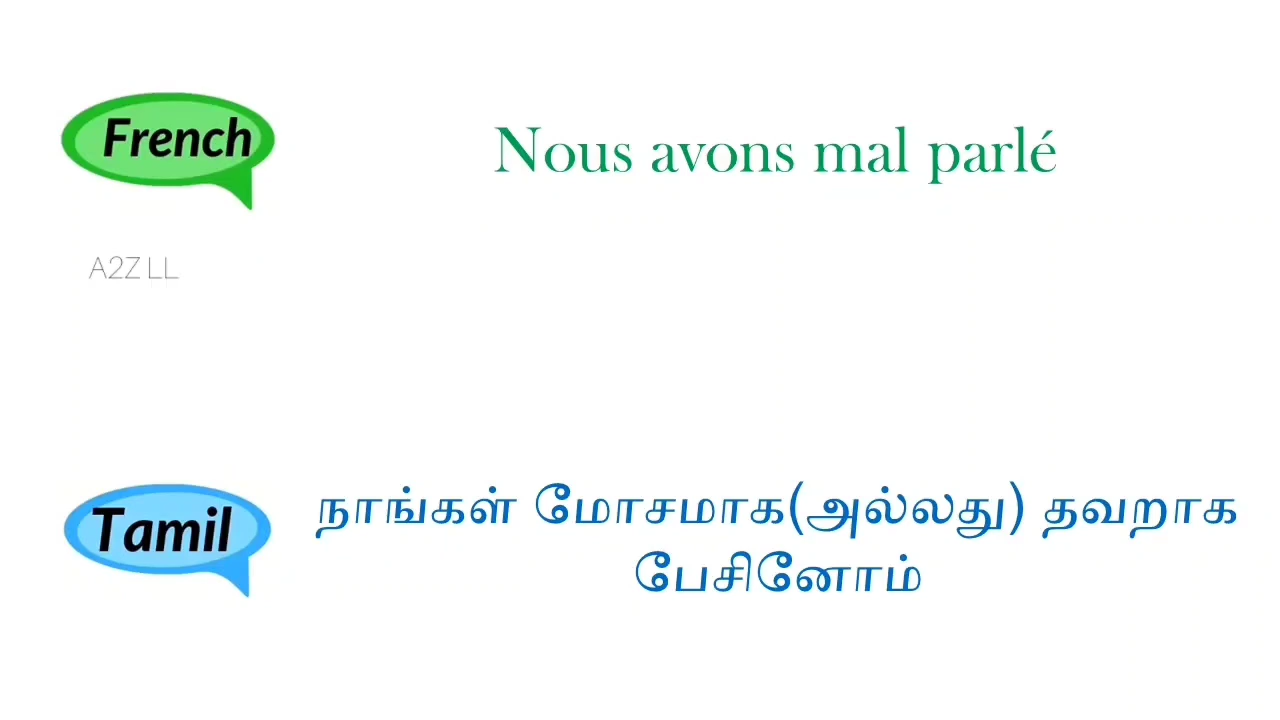 French
Nous avons mal parlé
A2Z LL
Tamil
நாங்கள் மோசமாக(அல்லது) தவறாக
பேசினோம்